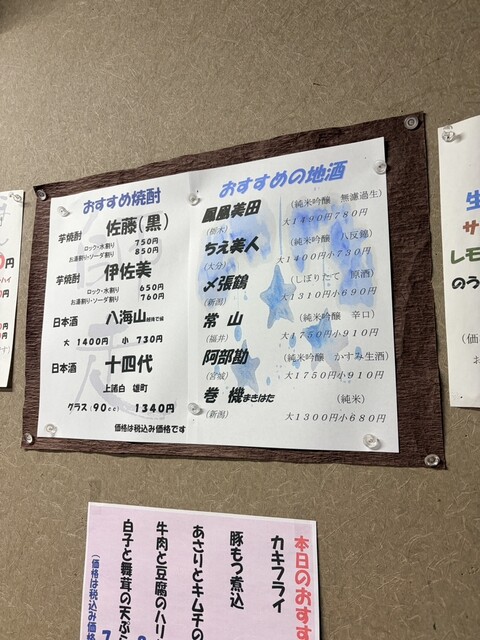 おすすめ焼酎
芋焼酎 佐藤(黒)
ロック・水割り 750円
お湯割り・ソーダ割り 850円
芋焼酎 伊佐美
ロック・水割り 650円
お湯割り・ソーダ割り 760円
日本酒 八海山
大 1400円 小 730円
日本酒 十四代
上諸白 雄町
グラス(90cc) 1340円
価格は税込み価格です
おすすめの地酒
鳳凰美田 (純米吟醸 無濾過生)
(栃木) 大1490円780円
ちえ美人 (純米吟醸 八反錦)
(大分) 大1400円730円
〆張鶴 (しぼりたて 原酒)
(新潟) 大1310円小690円
常山 (純米吟醸 辛口)
(福井) 大1750円小910円
阿部勘 (純米吟醸 かすみ生酒)
(宮城) 大1750円小910円
巻機まきはた (純米)
(新潟) 大1300円小680円
本日のおす
カキフライ
豚もつ煮込
あさりとキムチの
牛肉と豆腐のハリ
白子と舞茸の天ぷら
(価格は税込み価格
生
サ
レモ
のう